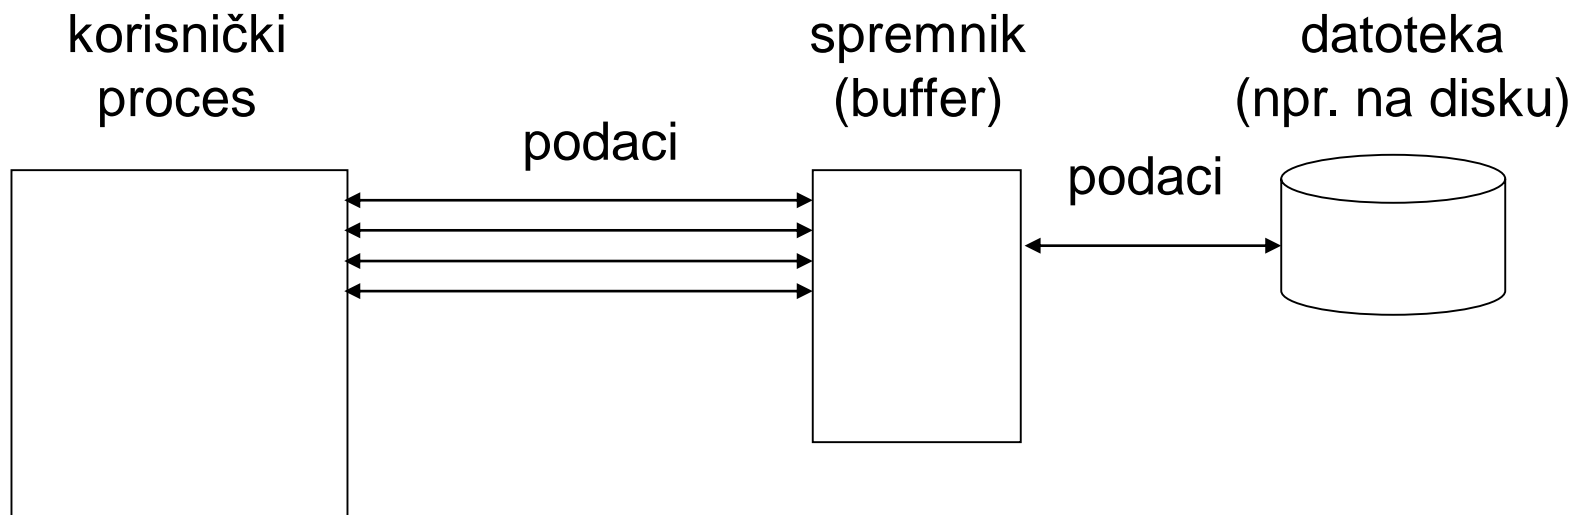 korisnički
proces
spremnik
(buffer)
datoteka
(npr. na disku)
podaci
podaci